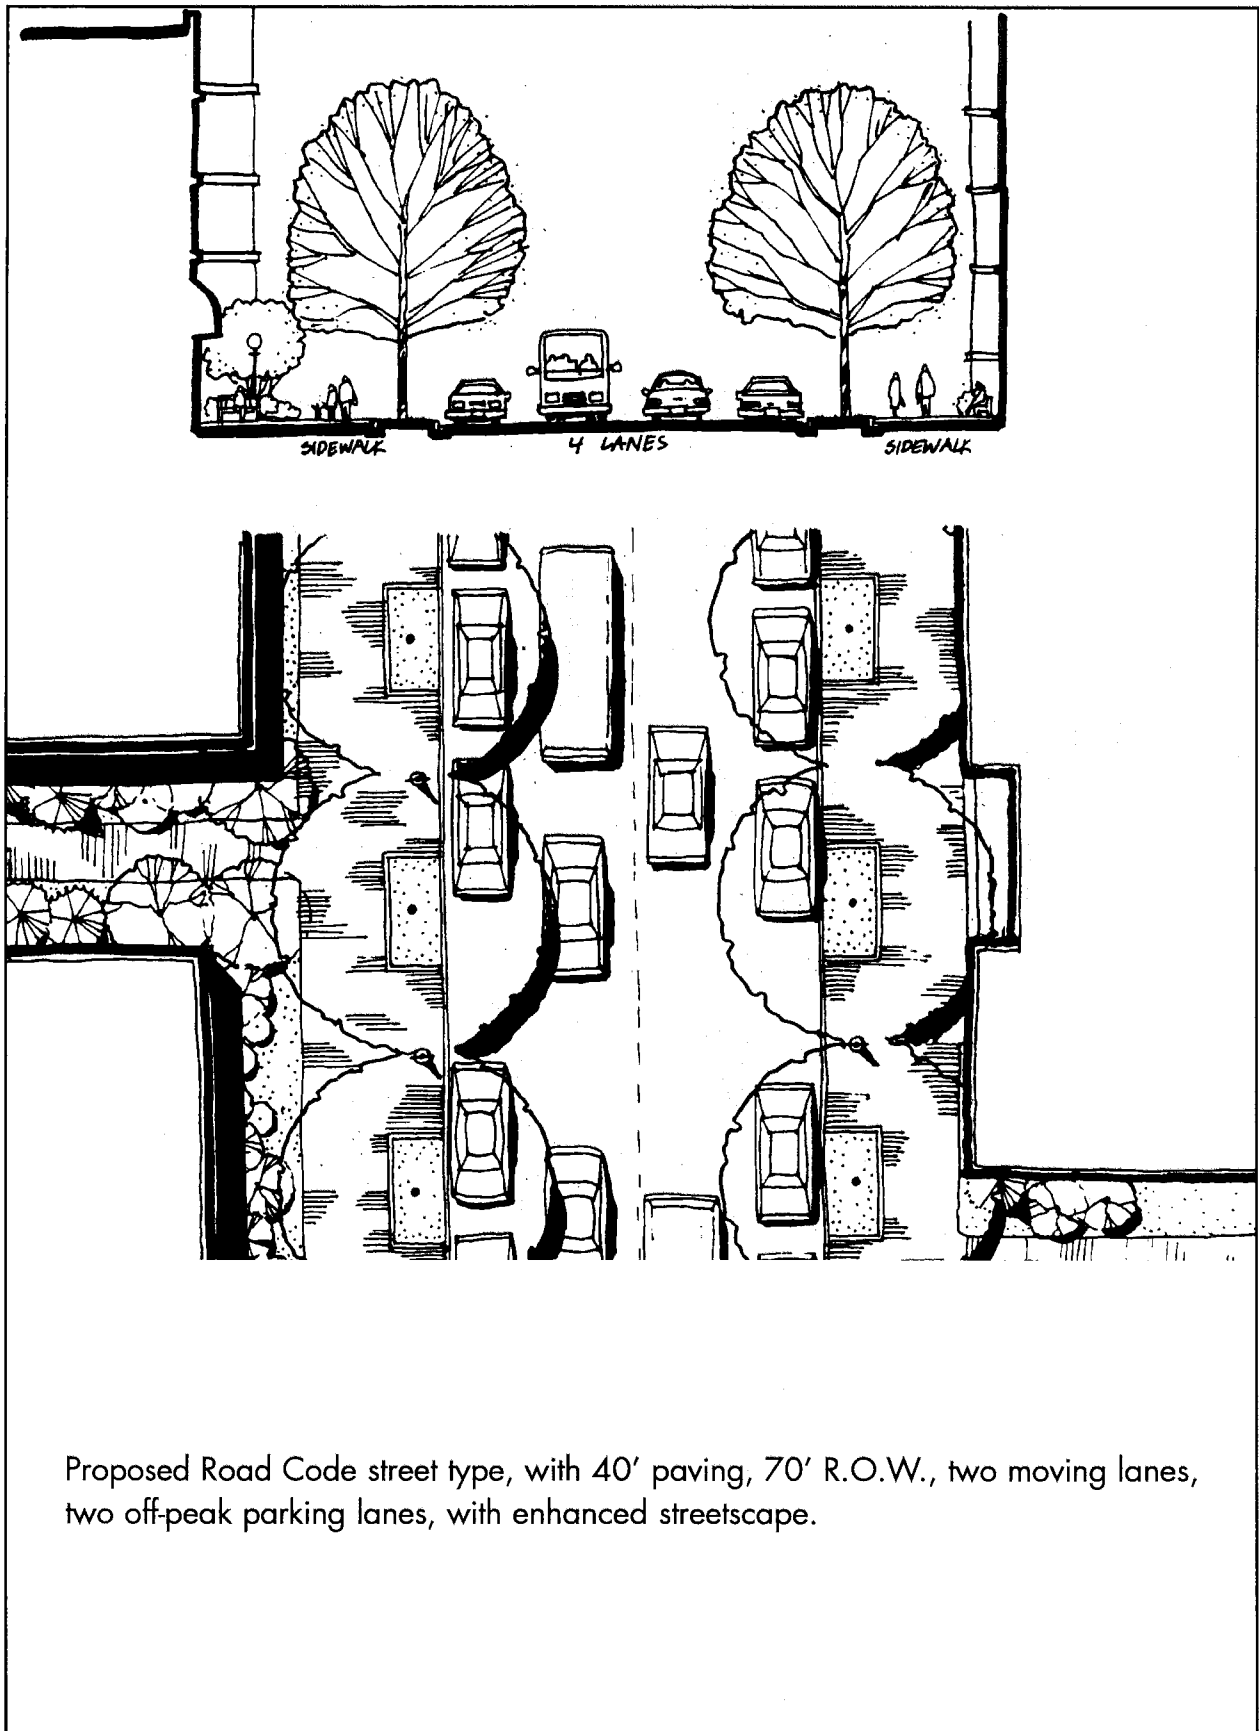 SIDEWALK 4 LANES SIDEWALK
Proposed Road Code street type, with 40' paving, 70' R.O.W., two moving lanes,
two off-peak parking lanes, with enhanced streetscape.